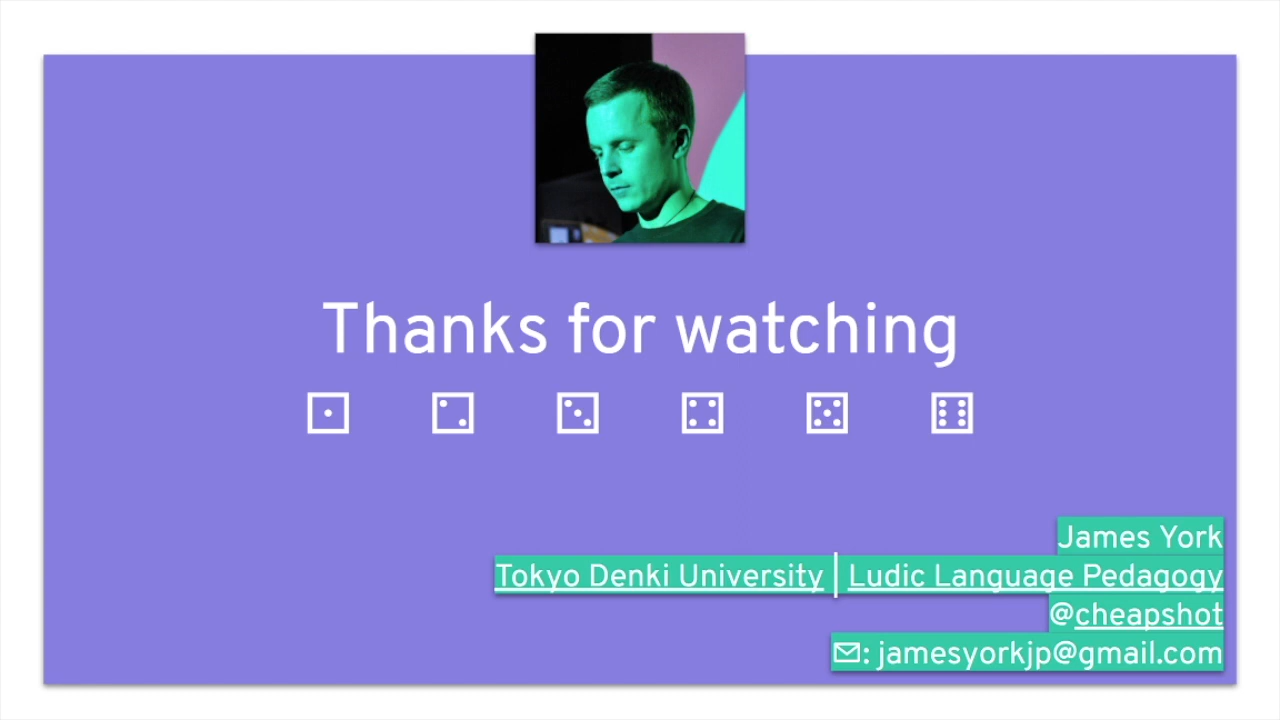 Thanks for watching
⚀ ⚁ ⚂ ⚃ ⚄ ⚅
James York
Tokyo Denki University | Ludic Language Pedagogy
@cheapshot
✉: jamesyorkjp@gmail.com